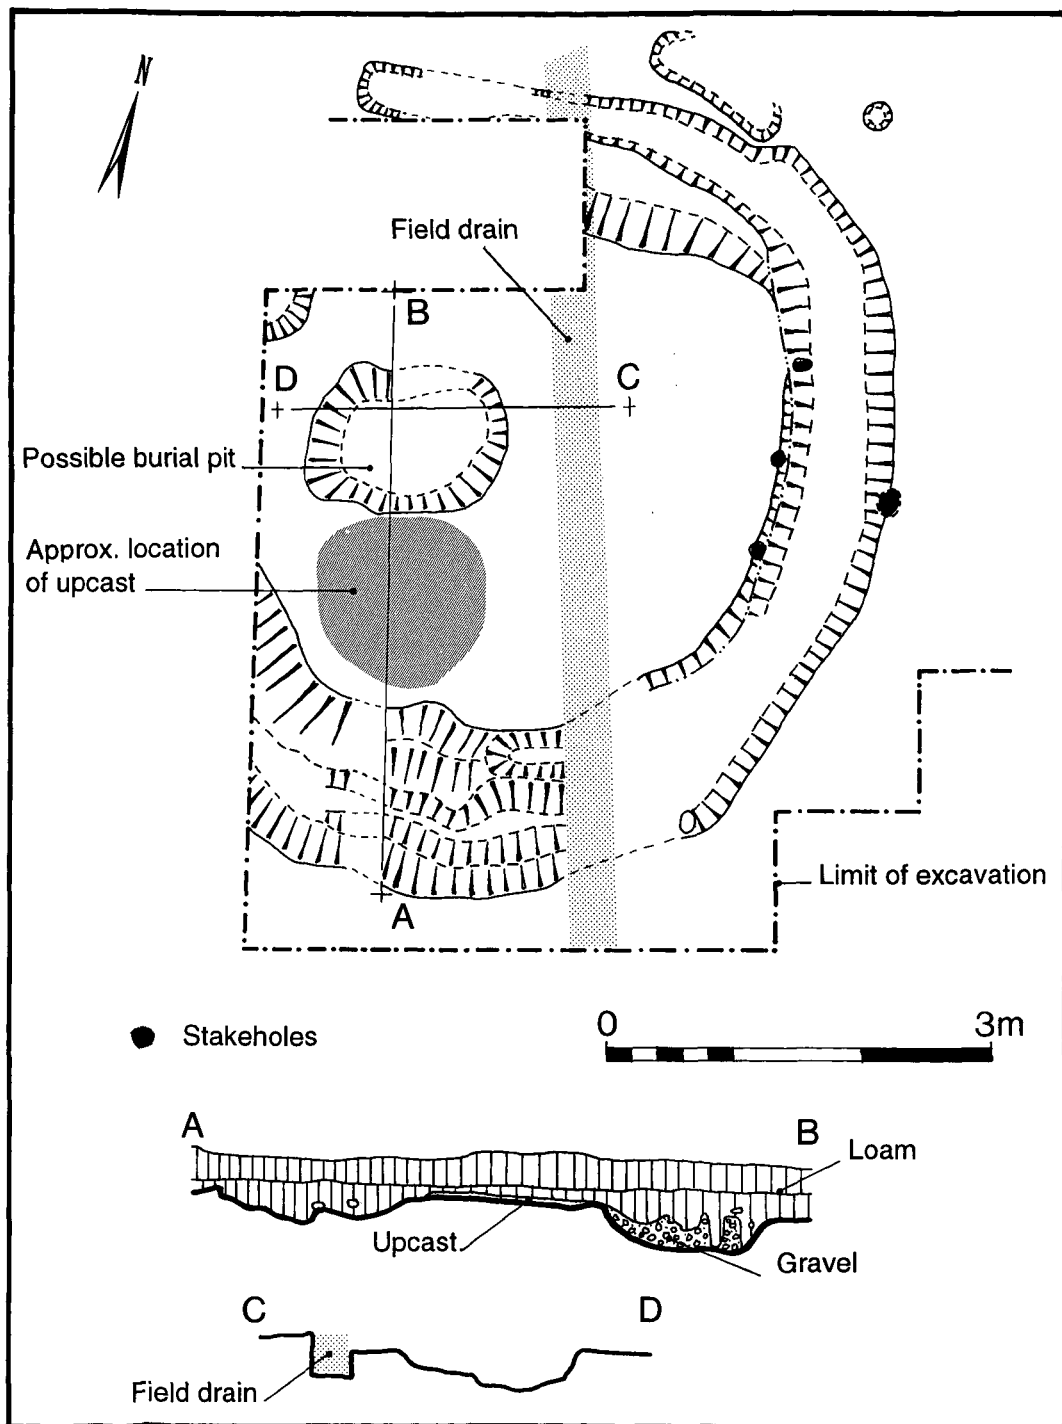 N
Field drain
B
D
C
Possible burial pit
Approx. location
of upcast
A
Limit of excavation
Stakeholes
0 3m
A
B
Loam
Upcast
Gravel
C
D
Field drain